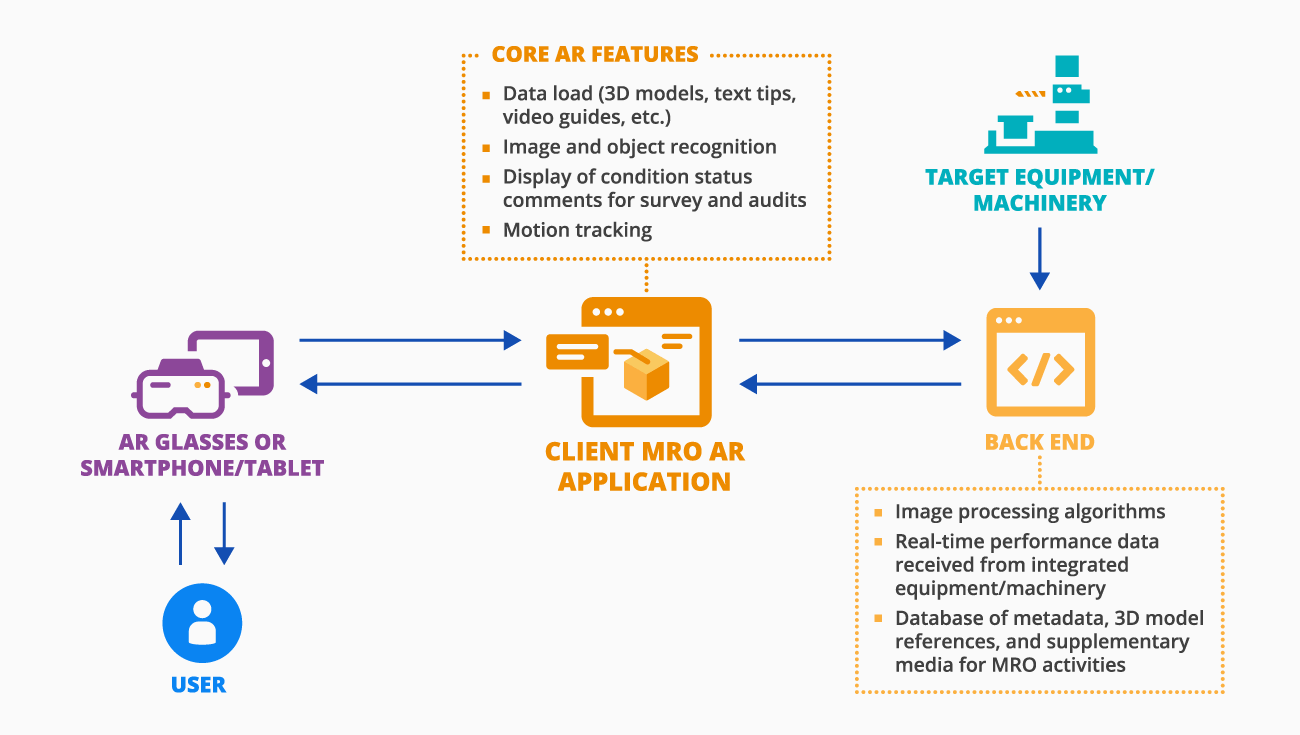 CORE AR FEATURES
Data load (3D models, text tips,
video guides, etc.)
Image and object recognition
Display of condition status
comments for survey and audits
Motion tracking
TARGET EQUIPMENT/
MACHINERY
AR GLASSES OR
SMARTPHONE/TABLET
CLIENT MRO AR
APPLICATION
</>
BACK END
Image processing algorithms
Real-time performance data
received from integrated
equipment/machinery
Database of metadata, 3D model
references, and supplementary
media for MRO activities
USER